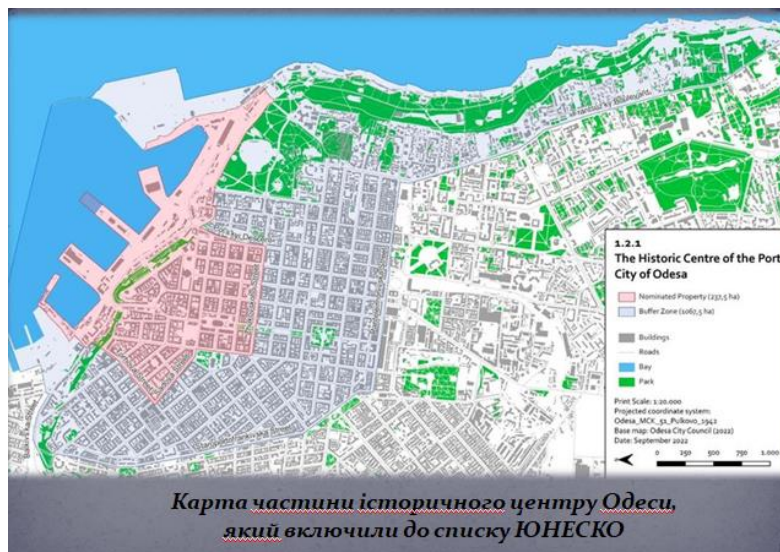 1.2.1
The Historic Centre of the Port
City of Odesa
Nominated Property (237,5 ha)
Buffer Zone (1067,5 ha)
Buildings
Roads
Bay
Park
Print Scale: 1:20.000
Projected coordinate system:
Odesa_MCK_51_Pulkovo_1942
Base map: Odesa City Council (2022)
Date: September 2022
0 250 500 750 1.000
Карта частини історичного центру Одеси,
який включили до списку ЮНЕСКО